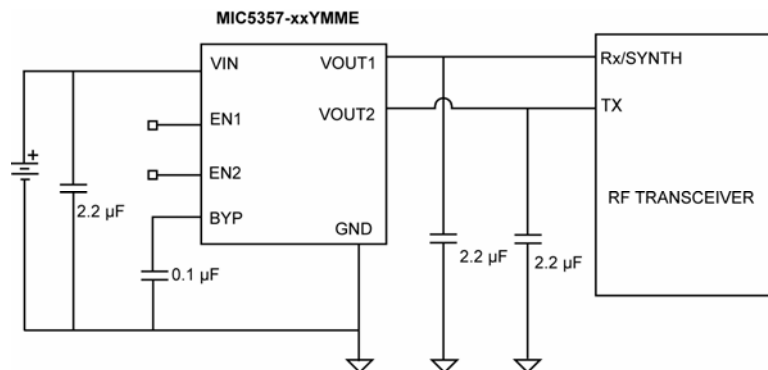 MIC5357-xxYMME
VIN
VOUT1
Rx/SYNTH
EN1
VOUT2
TX
+
EN2
2.2 µF
BYP
GND
RF TRANSCEIVER
0.1 µF
2.2 µF
2.2 µF